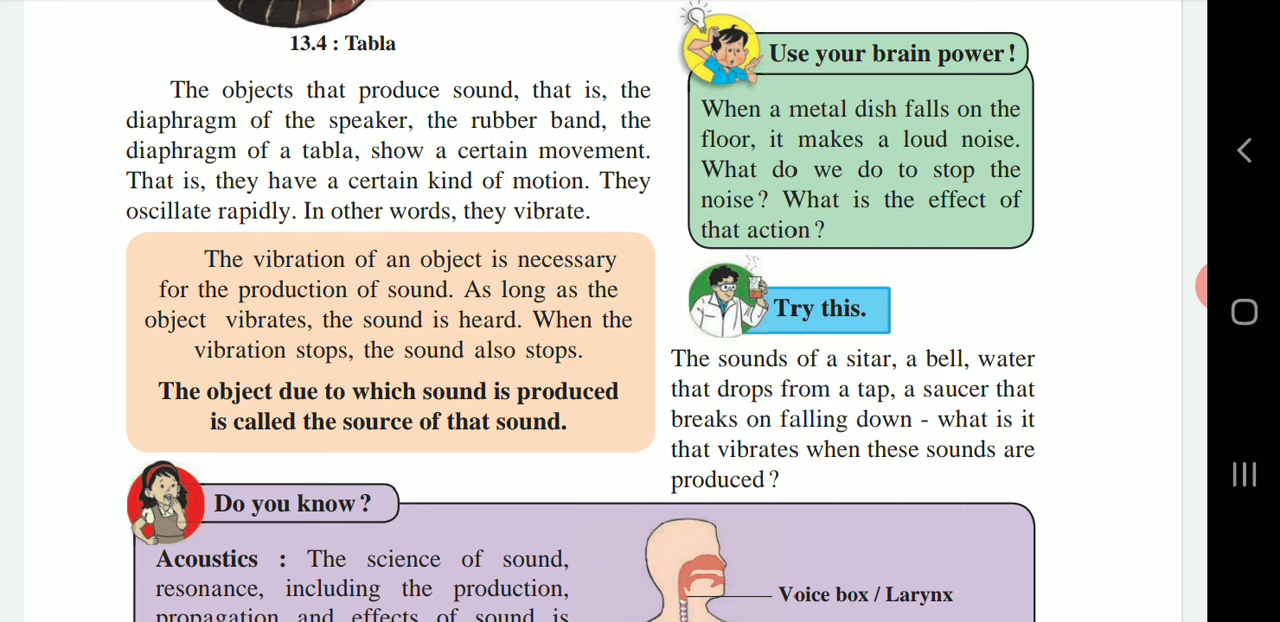 13.4 : Tabla
The objects that produce sound, that is, the
diaphragm of the speaker, the rubber band, the
diaphragm of a tabla, show a certain movement.
That is, they have a certain kind of motion. They
oscillate rapidly. In other words, they vibrate.
The vibration of an object is necessary
for the production of sound. As long as the
object vibrates, the sound is heard. When the
vibration stops, the sound also stops.
The object due to which sound is produced
is called the source of that sound.
Use your brain power!
When a metal dish falls on the
floor, it makes a loud noise.
What do we do to stop the
noise? What is the effect of
that action?
Try this.
The sounds of a sitar, a bell, water
that drops from a tap, a saucer that
breaks on falling down - what is it
that vibrates when these sounds are
produced?
Do you know?
Acoustics : The science of sound,
resonance, including the production,
propagation and effects of sound is
Voice box / Larynx